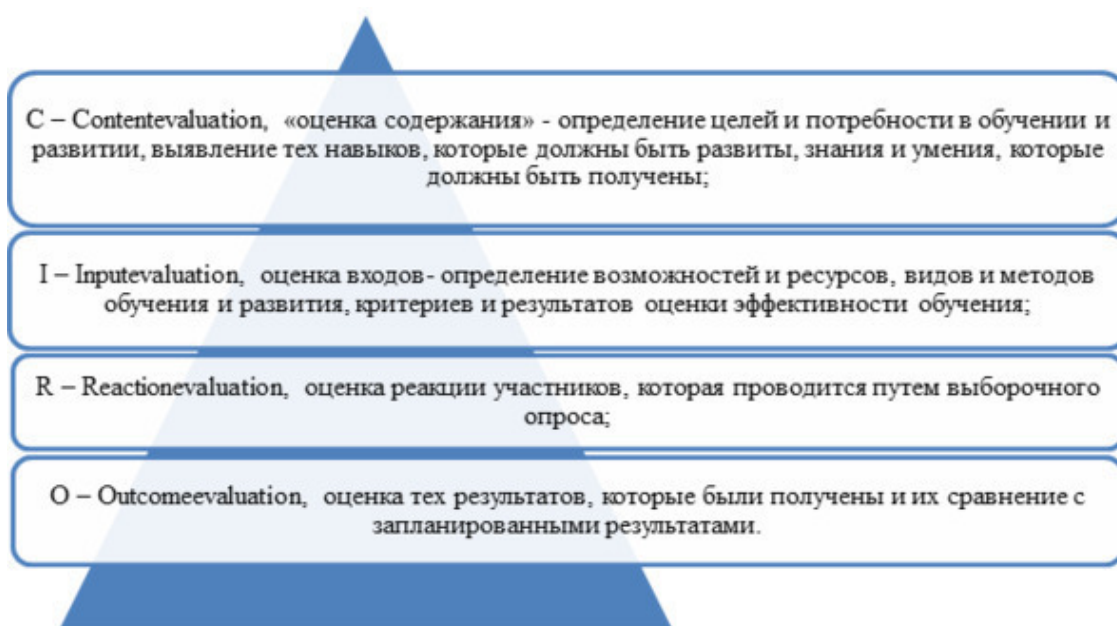 C – Contentevaluation, «оценка содержания» - определение целей и потребности в обучении и
развитии, выявление тех навыков, которые должны быть развиты, знания и умения, которые
должны быть получены;
I – Inputevaluation, оценка входов- определение возможностей и ресурсов, видов и методов
обучения и развития, критериев и результатов оценки эффективности обучения;
R – Reactionevaluation, оценка реакции участников, которая проводится путем выборочного
опроса;
O – Outcomeevaluation, оценка тех результатов, которые были получены и их сравнение с
запланированными результатами.